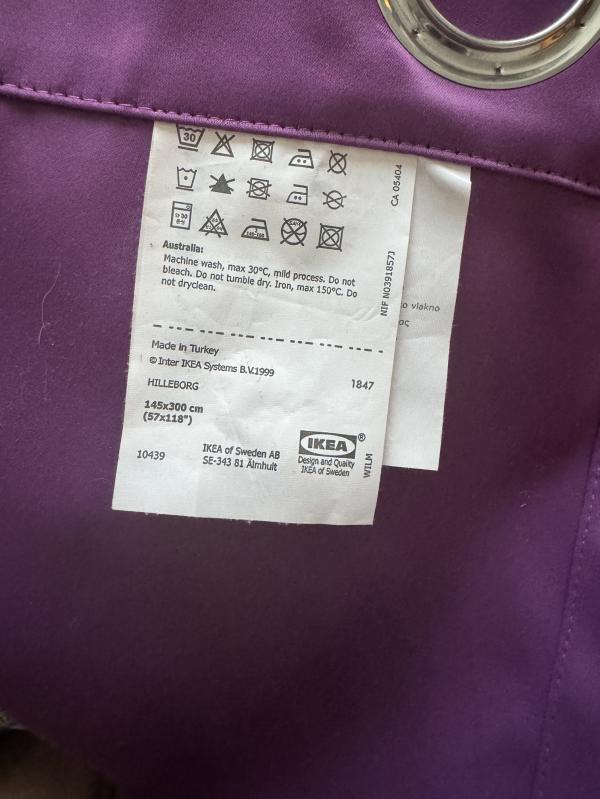 30
CA 05404
Australia:
Machine wash, max 30°C, mild process. Do not
bleach. Do not tumble dry. Iron, max 150°C. Do
not dryclean.
NIF N0391857J
o vlakno
ας
Made in Turkey
© Inter IKEA Systems B.V.1999
HILLEBORG
1847
145x300 cm
(57x118")
10439
IKEA of Sweden AB
SE-343 81 Älmhult
IKEA®
Design and Quality
IKEA of Sweden
WILM